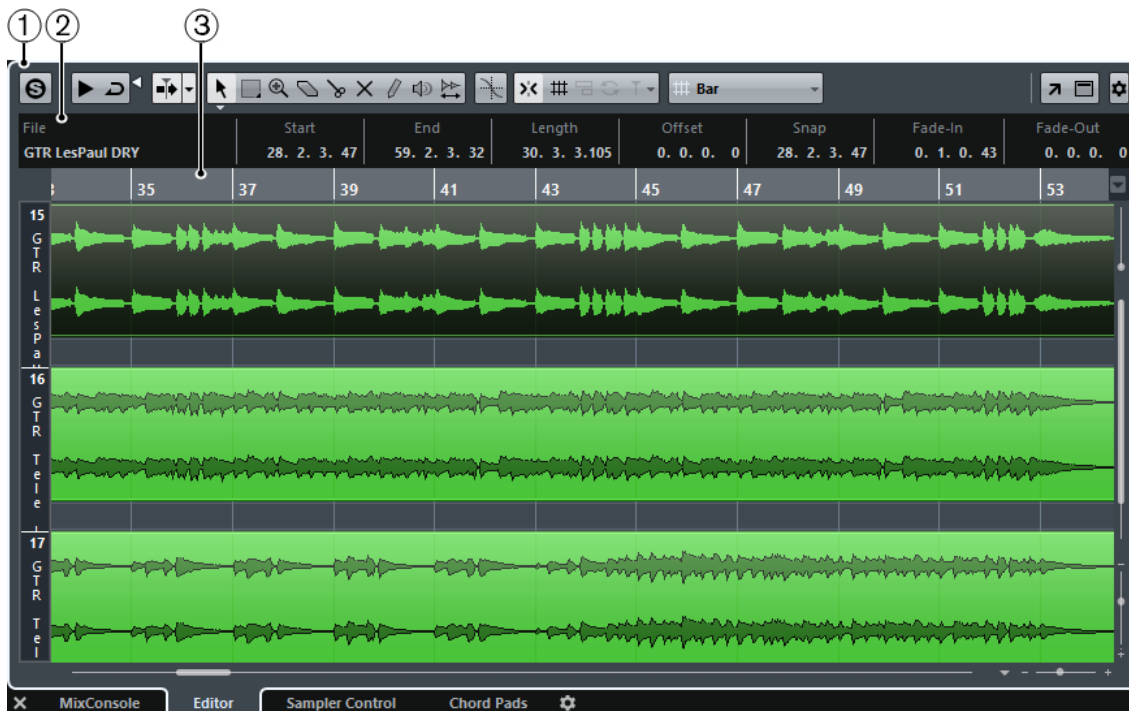 1 2 3
S
Bar
File Start End Length Offset Snap Fade-In Fade-Out
GTR LesPaul DRY 28. 2. 3. 47 59. 2. 3. 32 30. 3. 3.105 0. 0. 0. 0 28. 2. 3. 47 0. 1. 0. 43 0. 0. 0. 0
35 37 39 41 43 45 47 49 51 53
15
GTR LesPa
16
GTR Tele
17
GTR Tel
MixConsole Editor Sampler Control Chord Pads